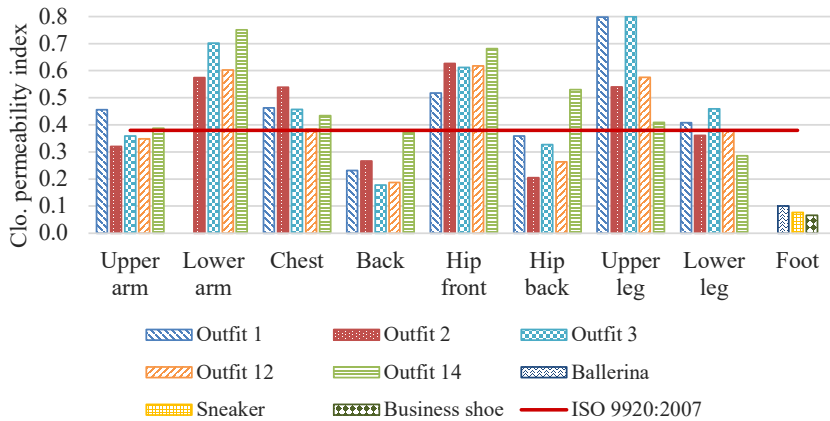 Clo. permeability index
0.8
0.7
0.6
0.5
0.4
0.3
0.2
0.1
0.0
Upper arm
Lower arm
Chest
Back
Hip front
Hip back
Upper leg
Lower leg
Foot
Outfit 1
Outfit 2
Outfit 3
Outfit 12
Outfit 14
Ballerina
Sneaker
Business shoe
ISO 9920:2007